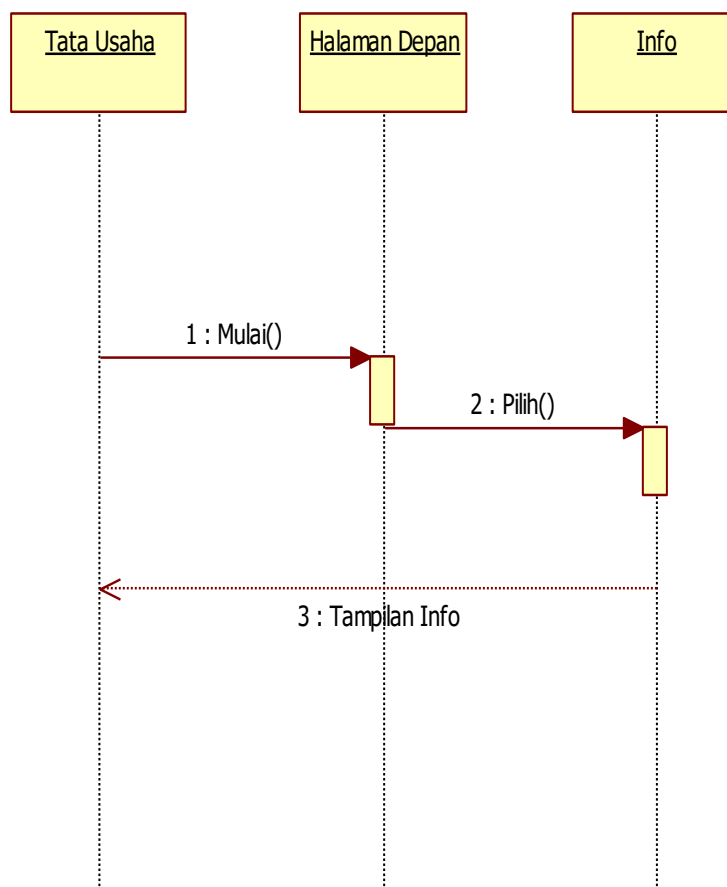 Tata Usaha
Halaman Depan
Info
1 : Mulai()
2 : Pilih()
3 : Tampilan Info